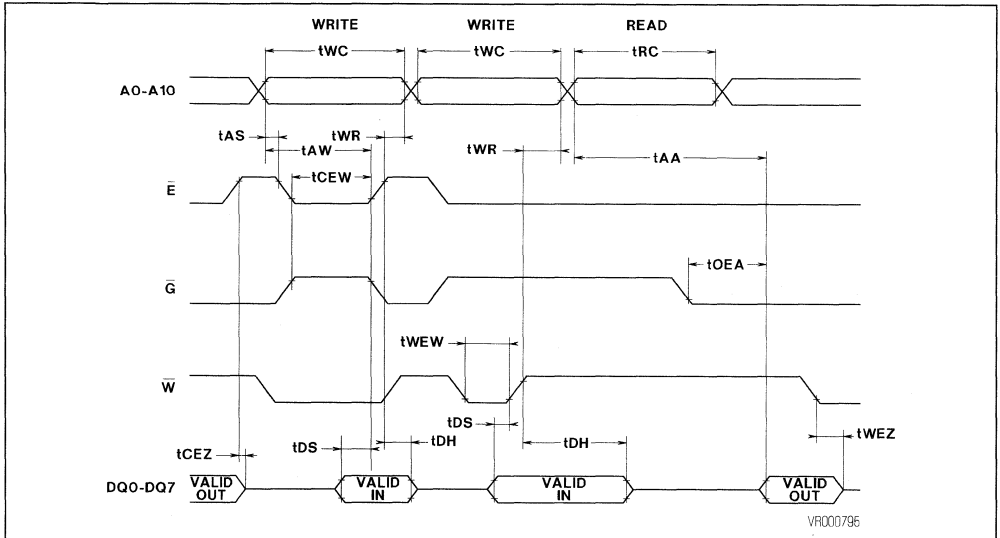 WRITE WRITE READ
tWC tWC tRC
A0-A10
tAS tWR
tAW tWR tAA
tCEW
E
tOEA
G
tWEW
W
tDS
tDS tDH tDH tWEZ
tCEZ
DQ0-DQ7 VALID OUT VALID IN VALID IN VALID OUT
VR000795